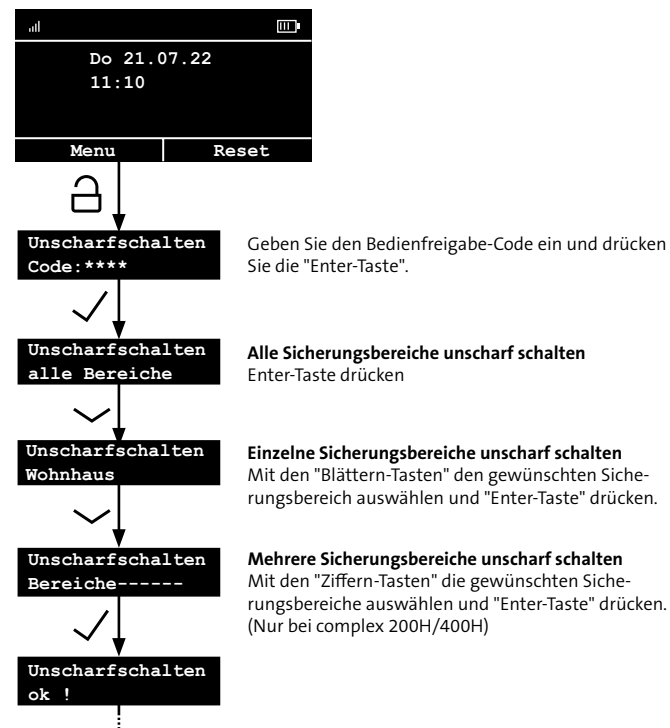 Do 21.07.22
11:10
Menu Reset
Unscharfschalten
Code:****
Geben Sie den Bedienfreigabe-Code ein und drücken
Sie die "Enter-Taste".
Unscharfschalten
alle Bereiche
Alle Sicherungsbereiche unscharf schalten
Enter-Taste drücken
Unscharfschalten
Wohnhaus
Einzelne Sicherungsbereiche unscharf schalten
Mit den "Blättern-Tasten" den gewünschten Siche-
rungsbereich auswählen und "Enter-Taste" drücken.
Unscharfschalten
Bereiche------
Mehrere Sicherungsbereiche unscharf schalten
Mit den "Ziffern-Tasten" die gewünschten Siche-
rungsbereiche auswählen und "Enter-Taste" drücken.
(Nur bei complex 200H/400H)
Unscharfschalten
ok !